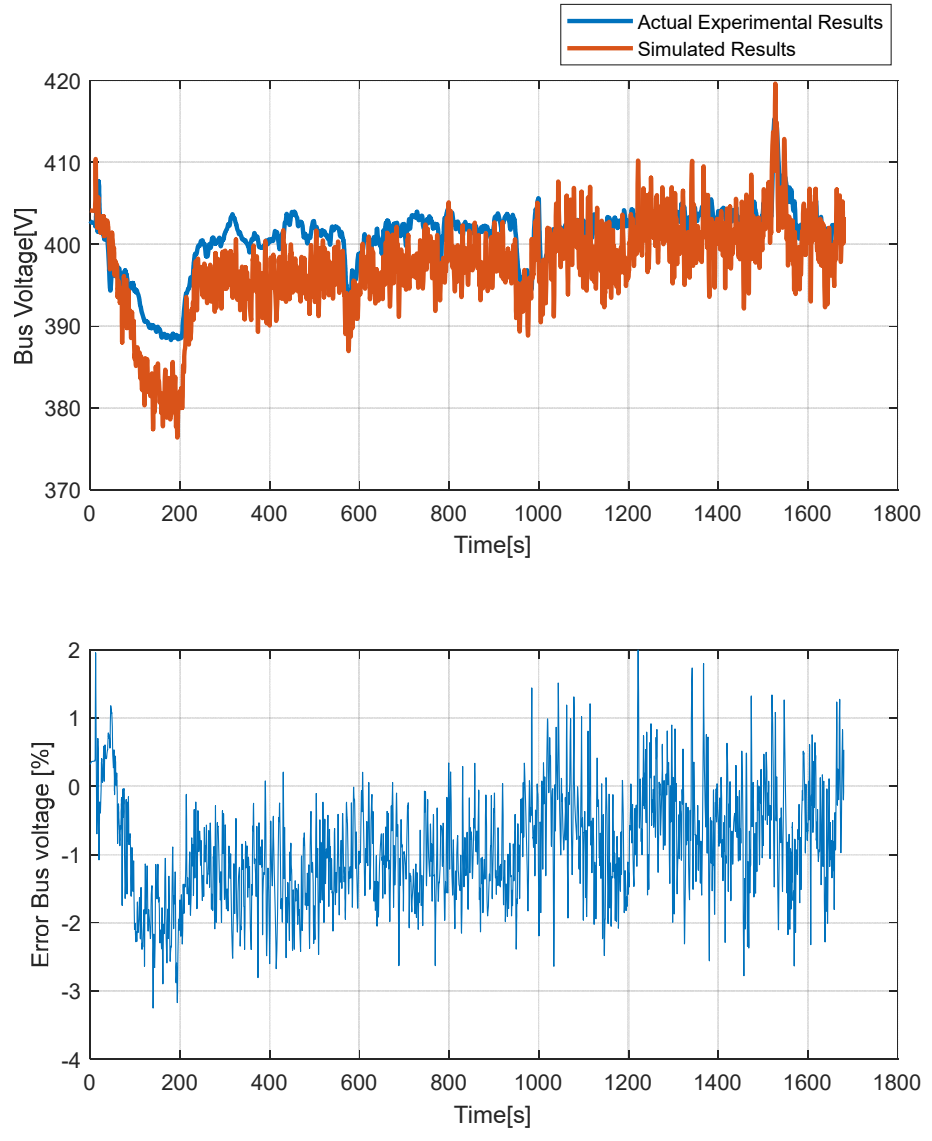 Actual Experimental Results
Simulated Results
420
410
400
390
380
370
Bus Voltage[V]
0 200 400 600 800 1000 1200 1400 1600 1800
Time[s]
2
1
0
-1
-2
-3
-4
Error Bus voltage [%]
0 200 400 600 800 1000 1200 1400 1600 1800
Time[s]